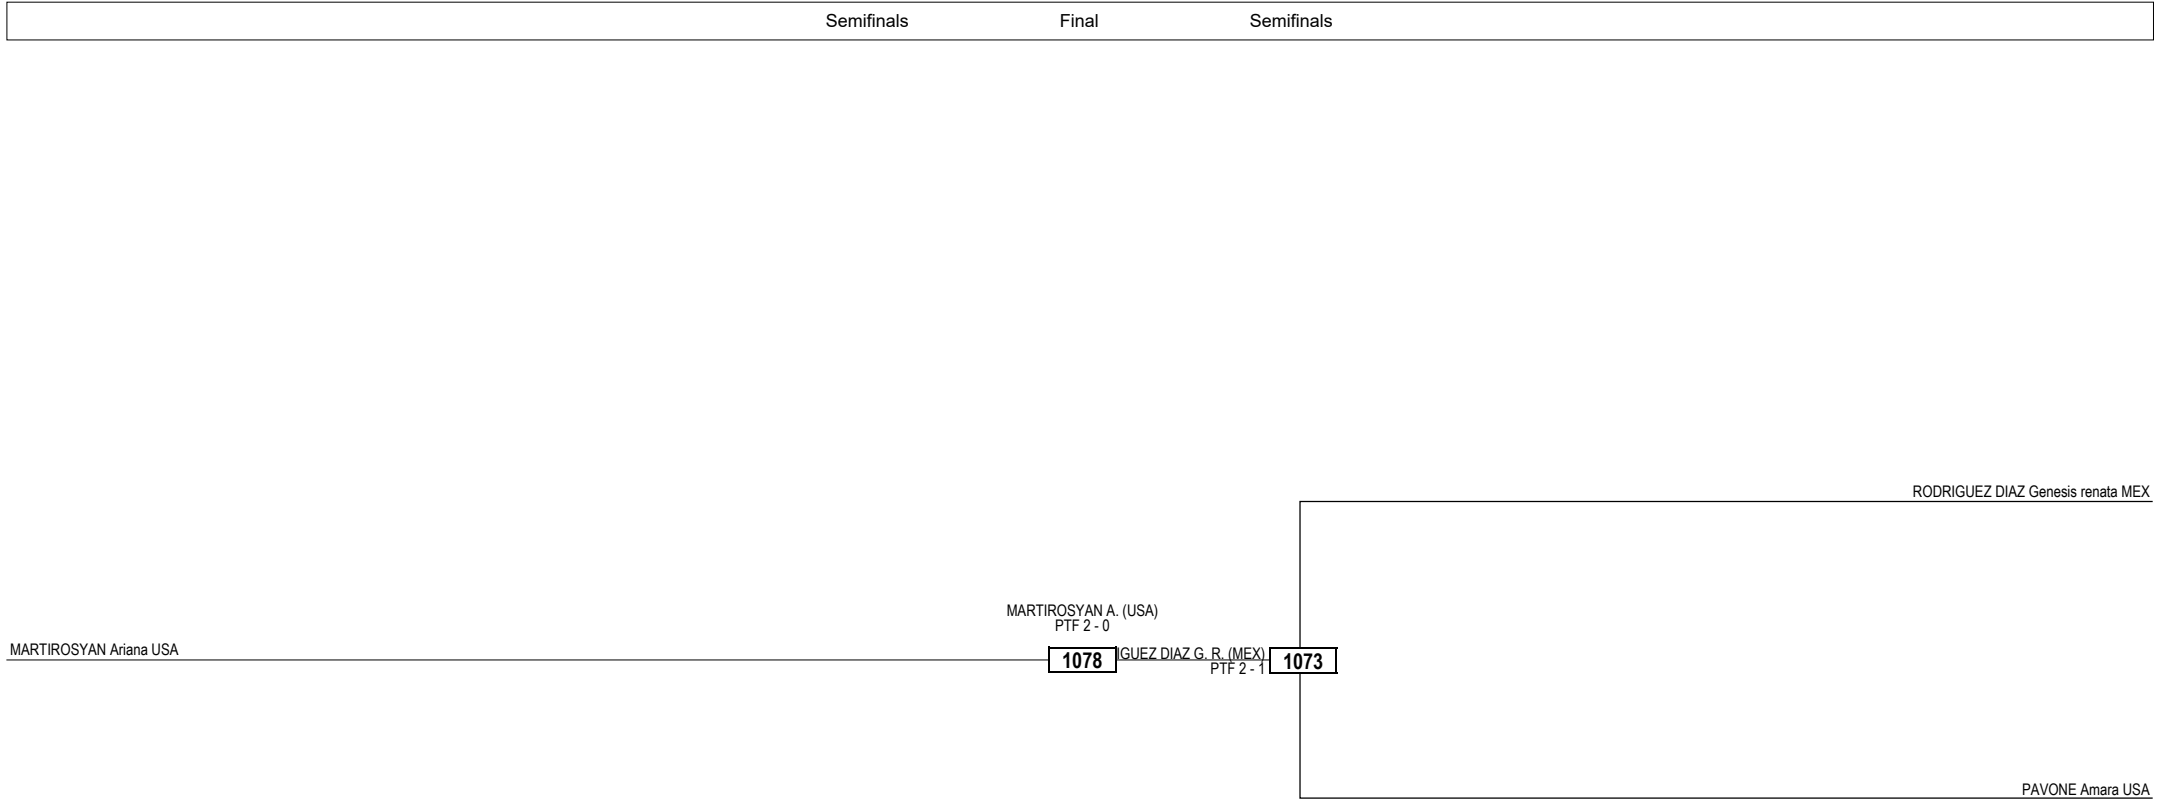 Semifinals Final Semifinals
RODRIGUEZ DIAZ Genesis renata MEX
MARTIROSYAN A. (USA)
PTF 2 - 0
MARTIROSYAN Ariana USA
1078
IGUEZ DIAZ G. R. (MEX)
PTF 2 - 1
1073
PAVONE Amara USA